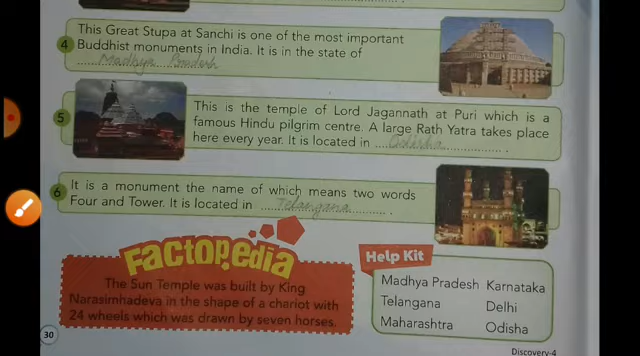 4 This Great Stupa at Sanchi is one of the most important
Buddhist monuments in India. It is in the state of
Madhya Pradesh
5 This is the temple of Lord Jagannath at Puri which is a
famous Hindu pilgrim centre. A large Rath Yatra takes place
here every year. It is located in Odisha.
6 It is a monument the name of which means two words
Four and Tower. It is located in Telangana.
Factopedia
The Sun Temple was built by King
Narasimhadeva in the shape of a chariot with
24 wheels which was drawn by seven horses.
Help Kit
Madhya Pradesh Karnataka
Telangana Delhi
Maharashtra Odisha
30
Discovery-4